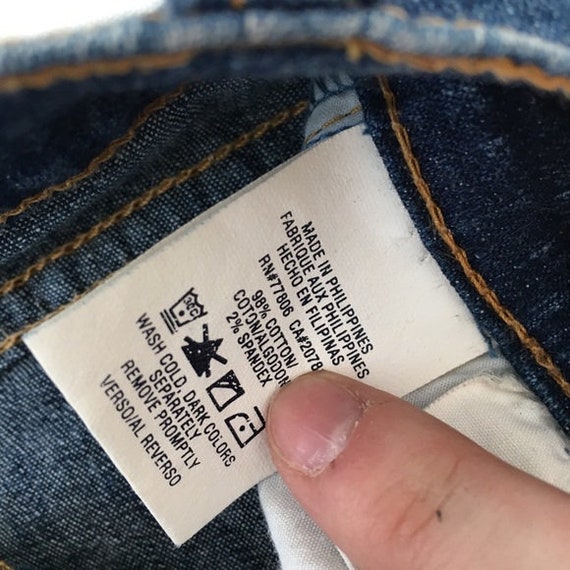 MADE IN PHILIPPINES
FABRIQUE AUX PHILIPPINES
HECHO EN FILIPINAS
RN#77806 CA#2078
98% COTTON/
COTON/ALGODON
2% SPANDEX
WASH COLD, DARK COLORS
SEPARATELY
REMOVE PROMPTLY
VERSO/AL REVERSO